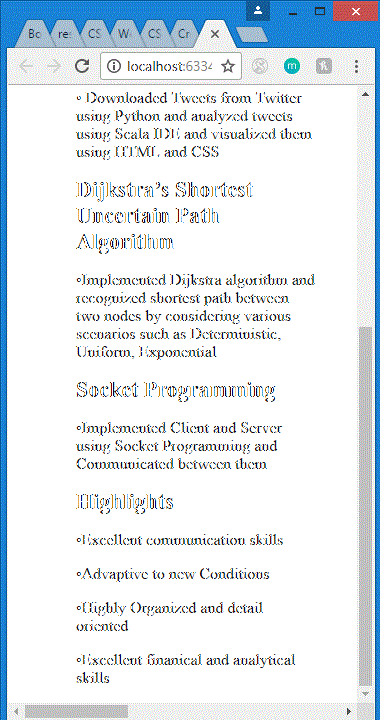 Bo
re
CS
W
CS
Cr
localhost:6334
m
◦ Downloaded Tweets from Twitter
using Python and analyzed tweets
using Scala IDE and visualized them
using HTML and CSS
Dijkstra's Shortest
Uncertain Path
Algorithm
◦Implemented Dijkstra algorithm and
recognized shortest path between
two nodes by considering various
scenarios such as Deterministic,
Uniform, Exponential
Socket Programming
◦Implemented Client and Server
using Socket Programming and
Communicated between them
Highlights
◦Excellent communication skills
◦Advaptive to new Conditions
◦Highly Organized and detail
oriented
◦Excellent finanical and analytical
skills